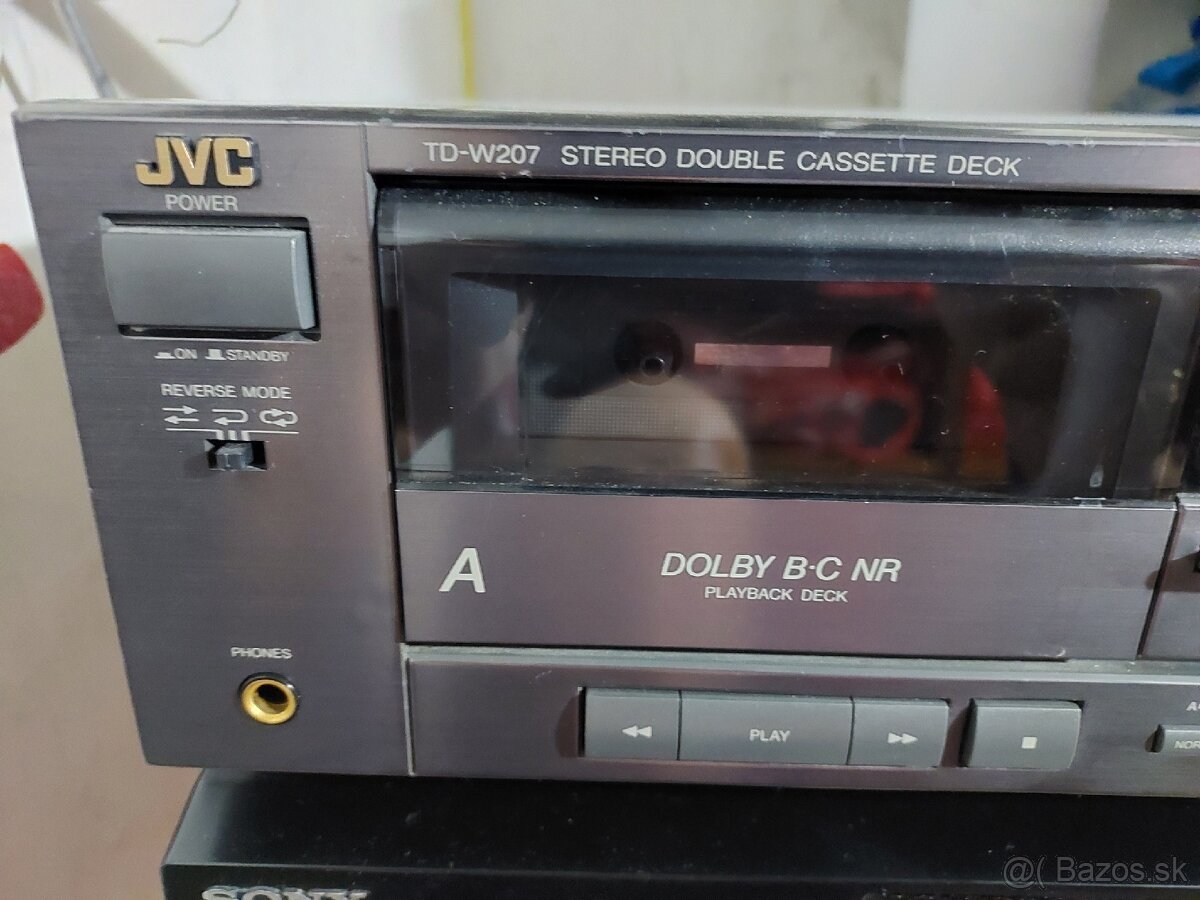 JVC
TD-W207 STEREO DOUBLE CASSETTE DECK
POWER
ON STANDBY
REVERSE MODE
A
DOLBY B·C NR
PLAYBACK DECK
PHONES
PLAY
SONY
@( Bazos.sk